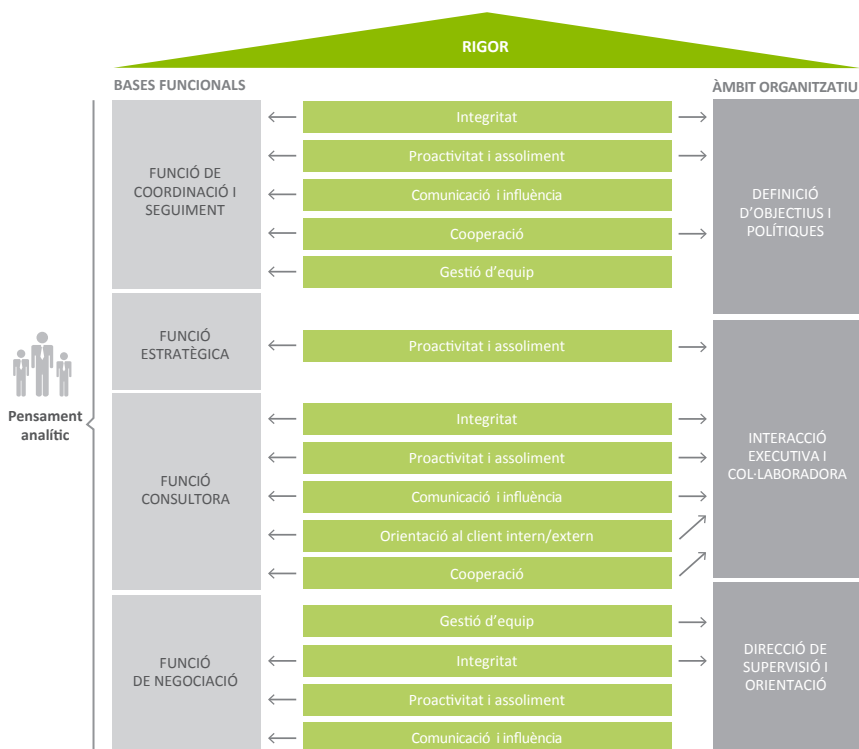 RIGOR
BASES FUNCIONALS
ÀMBIT ORGANITZATIU
Pensament
analític
FUNCIÓ DE
COORDINACIÓ I
SEGUIMENT
Integritat
Proactivitat i assoliment
Comunicació i influència
Cooperació
Gestió d'equip
DEFINICIÓ
D'OBJECTIUS I
POLÍTIQUES
FUNCIÓ
ESTRATÈGICA
Proactivitat i assoliment
FUNCIÓ
CONSULTORA
Integritat
Proactivitat i assoliment
Comunicació i influència
Orientació al client intern/extern
Cooperació
INTERACCIÓ
EXECUTIVA I
COL·LABORADORA
FUNCIÓ
DE NEGOCIACIÓ
Gestió d'equip
Integritat
Proactivitat i assoliment
Comunicació i influència
DIRECCIÓ DE
SUPERVISIÓ I
ORIENTACIÓ